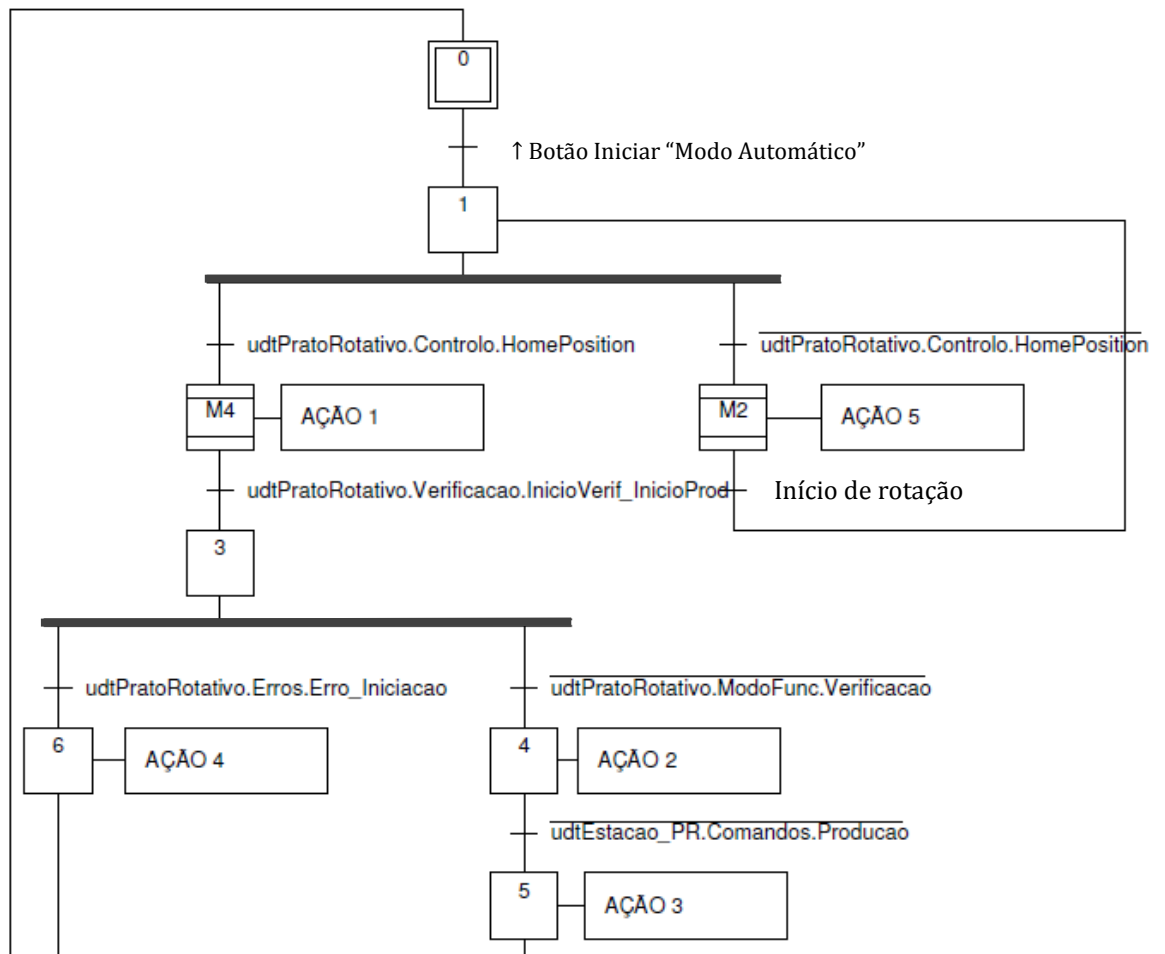 0
↑ Botão Iniciar “Modo Automático”
1
udtPratoRotativo.Controlo.HomePosition
udtPratoRotativo.Controlo.HomePosition
M4
AÇÃO 1
M2
AÇÃO 5
udtPratoRotativo.Verificacao.InicioVerif_InicioProd
Início de rotação
3
udtPratoRotativo.Erros.Erro_Iniciacao
udtPratoRotativo.ModoFunc.Verificacao
6
AÇÃO 4
4
AÇÃO 2
udtEstacao_PR.Comandos.Producao
5
AÇÃO 3